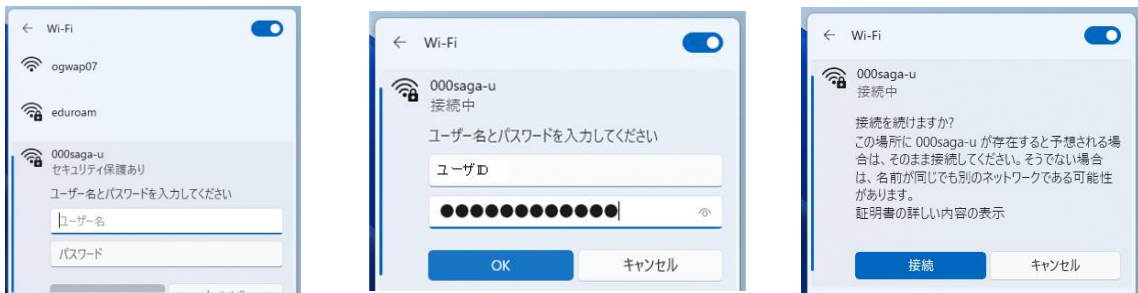 ← Wi-Fi
ogwap07
eduroam
000saga-u
セキュリティ保護あり
ユーザー名とパスワードを入力してください
ユーザー名
パスワード
← Wi-Fi
000saga-u
接続中
ユーザー名とパスワードを入力してください
ユーザID
●●●●●●●●●●●●
OK キャンセル
← Wi-Fi
000saga-u
接続中
接続を続けますか?
この場所に 000saga-u が存在すると予想される場
合は、そのまま接続してください。そうでない場合
は、名前が同じでも別のネットワークである可能性
があります。
証明書の詳しい内容の表示
接続 キャンセル